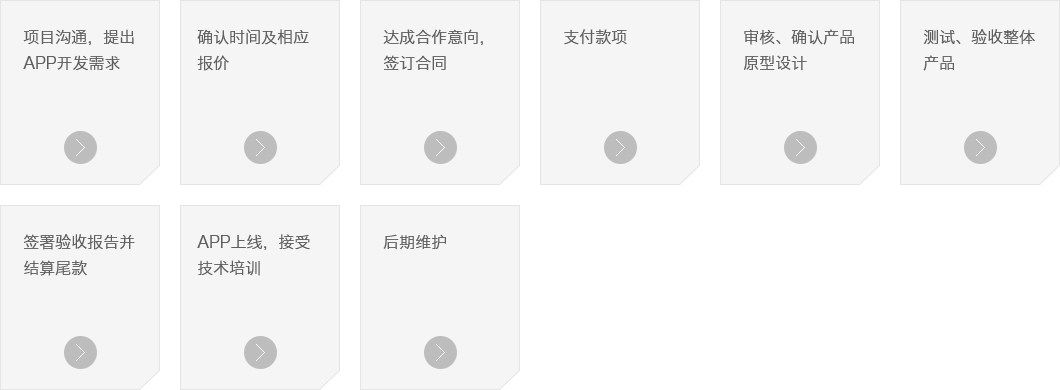 项目沟通，提出
APP开发需求
确认时间及相应
报价
达成合作意向，
签订合同
支付款项
审核、确认产品
原型设计
测试、验收整体
产品
签署验收报告并
结算尾款
APP上线，接受
技术培训
后期维护